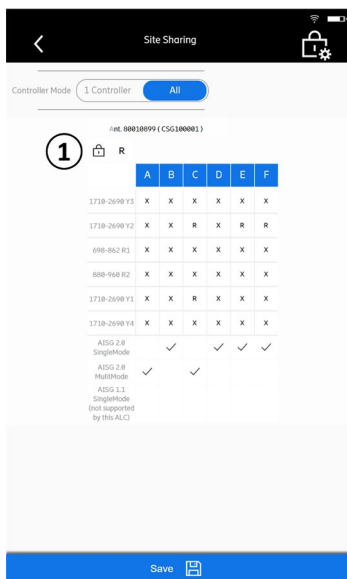 Site Sharing
Controller Mode 1 Controller All
Ant. 80010899 ( CSG100001 )
1 R
A B C D E F
1710-2690 Y3 X X X X X X
1710-2690 Y2 X X R X R R
698-862 R1 X X X X X X
880-960 R2 X X X X X X
1710-2690 Y1 X X R X X X
1710-2690 Y4 X X X X X X
AISG 2.0
SingleMode
AISG 2.0
MulitMode
AISG 1.1
SingleMode
(not supported
by this ALC)
Save